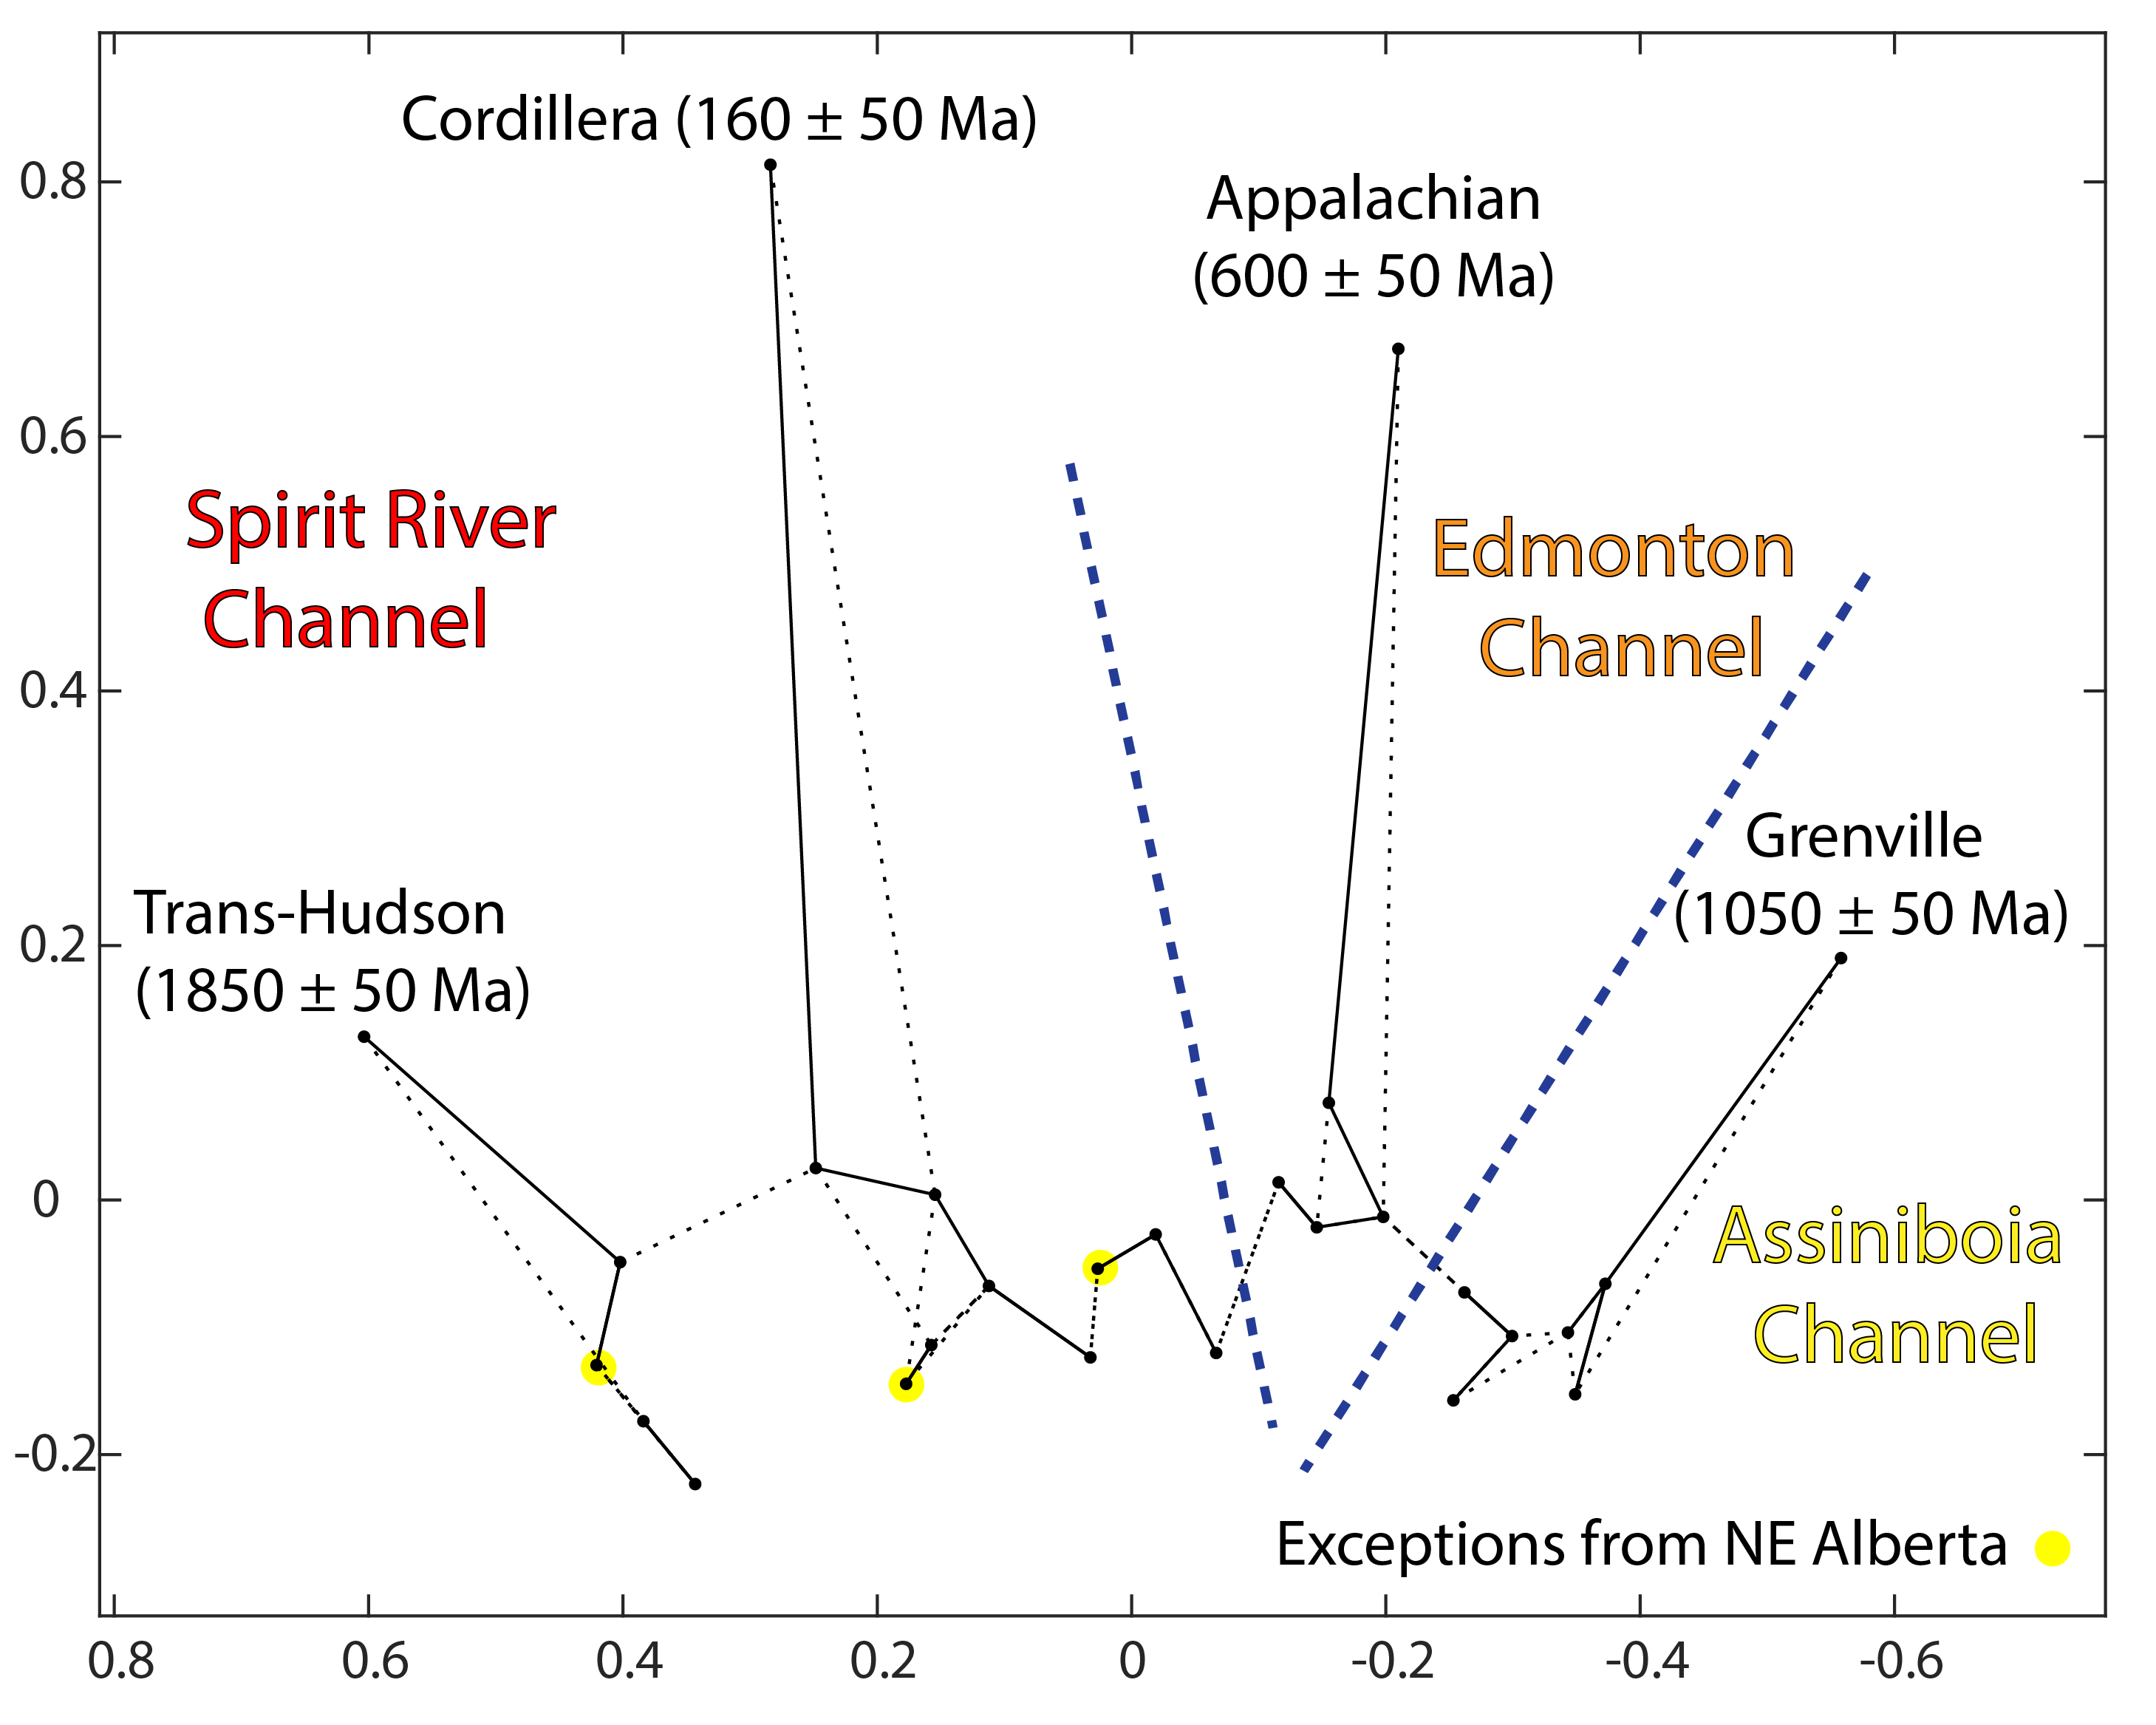 Cordillera (160 ± 50 Ma)
Appalachian
(600 ± 50 Ma)
Spirit River
Channel
Edmonton
Channel
Grenville
(1050 ± 50 Ma)
Trans-Hudson
(1850 ± 50 Ma)
Assiniboia
Channel
Exceptions from NE Alberta
0.8
0.6
0.4
0.2
0
-0.2
0.8
0.6
0.4
0.2
0
-0.2
-0.4
-0.6